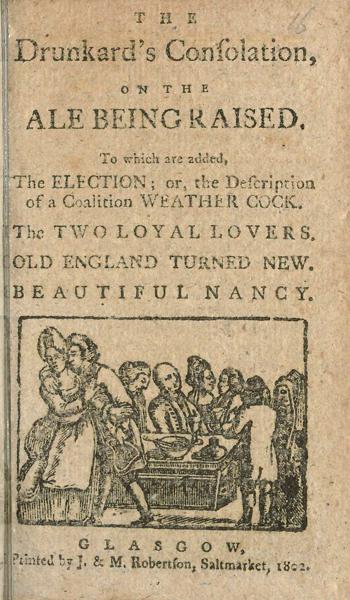 16
THE
Drunkard's Conſolation,
ON THE
ALE BEING RAISED.
To which are added,
The ELECTION; or, the Deſcription
of a Coalition WEATHER COCK.
The TWO LOYAL LOVERS.
OLD ENGLAND TURNED NEW.
BEAUTIFUL NANCY.
GLASGOW,
Printed by J. & M. Robertſon, Saltmarket, 1802.